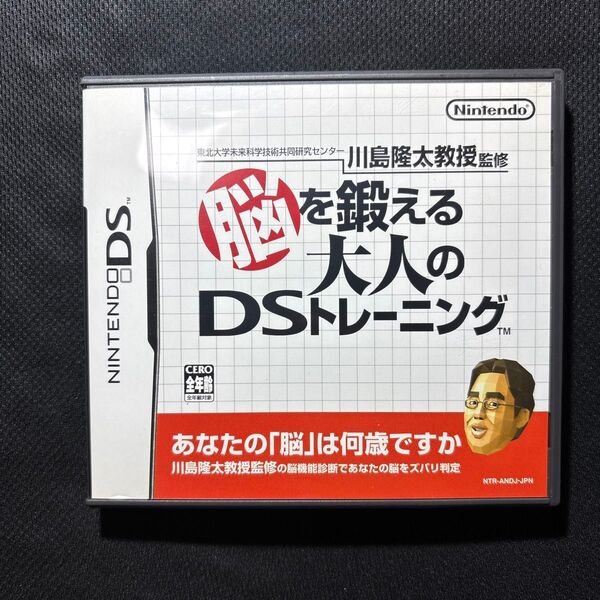 Nintendo
東北大学未来科学技術共同研究センター 川島隆太教授監修
脳を鍛える
大人の
DSトレーニング™
NINTENDO DS™
CERO
全年齢
全年齢対象
あなたの「脳」は何歳ですか
川島隆太教授監修の脳機能診断であなたの脳をズバリ判定
NTR-ANDJ-JPN